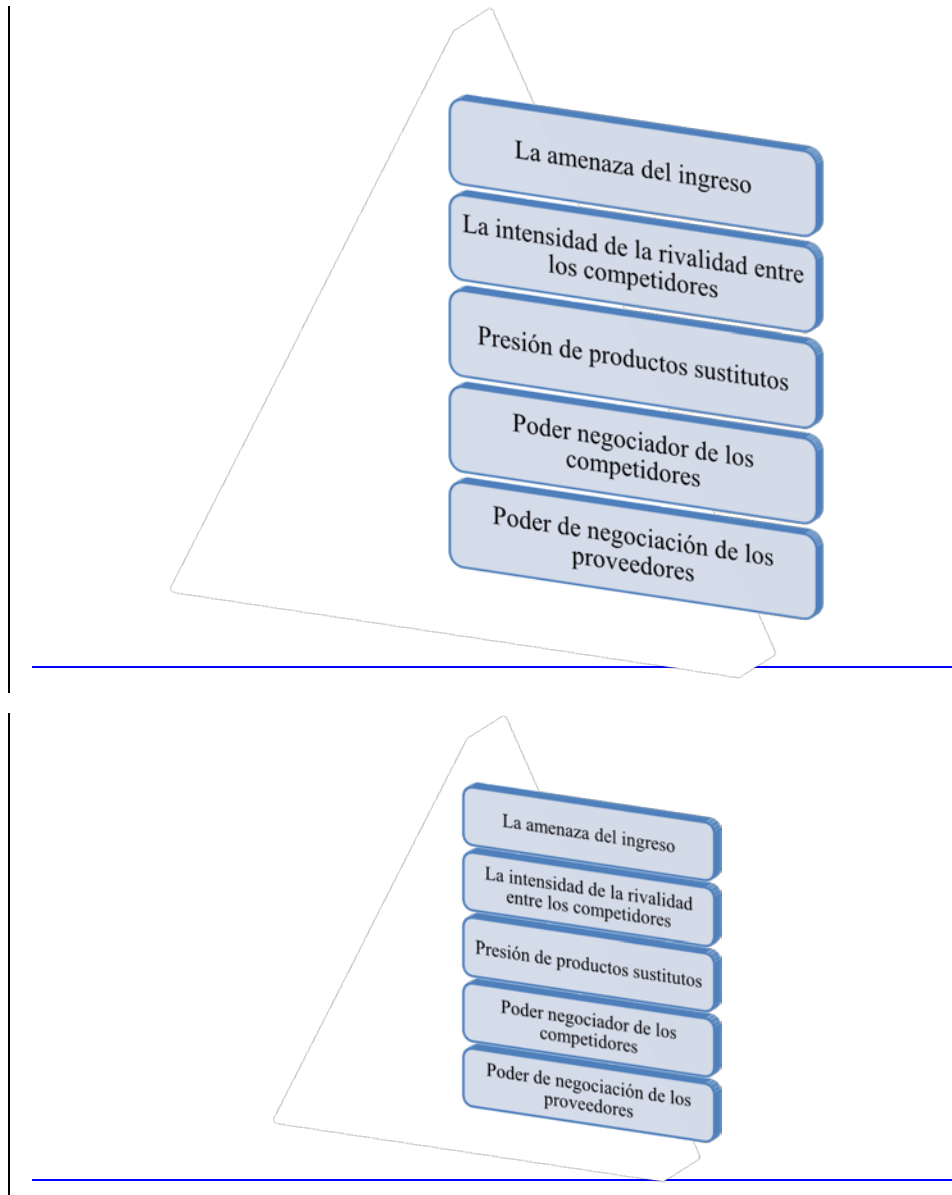 La amenaza del ingreso
La intensidad de la rivalidad entre
los competidores
Presión de productos sustitutos
Poder negociador de los
competidores
Poder de negociación de los
proveedores
La amenaza del ingreso
La intensidad de la rivalidad
entre los competidores
Presión de productos sustitutos
Poder negociador de los
competidores
Poder de negociación de los
proveedores